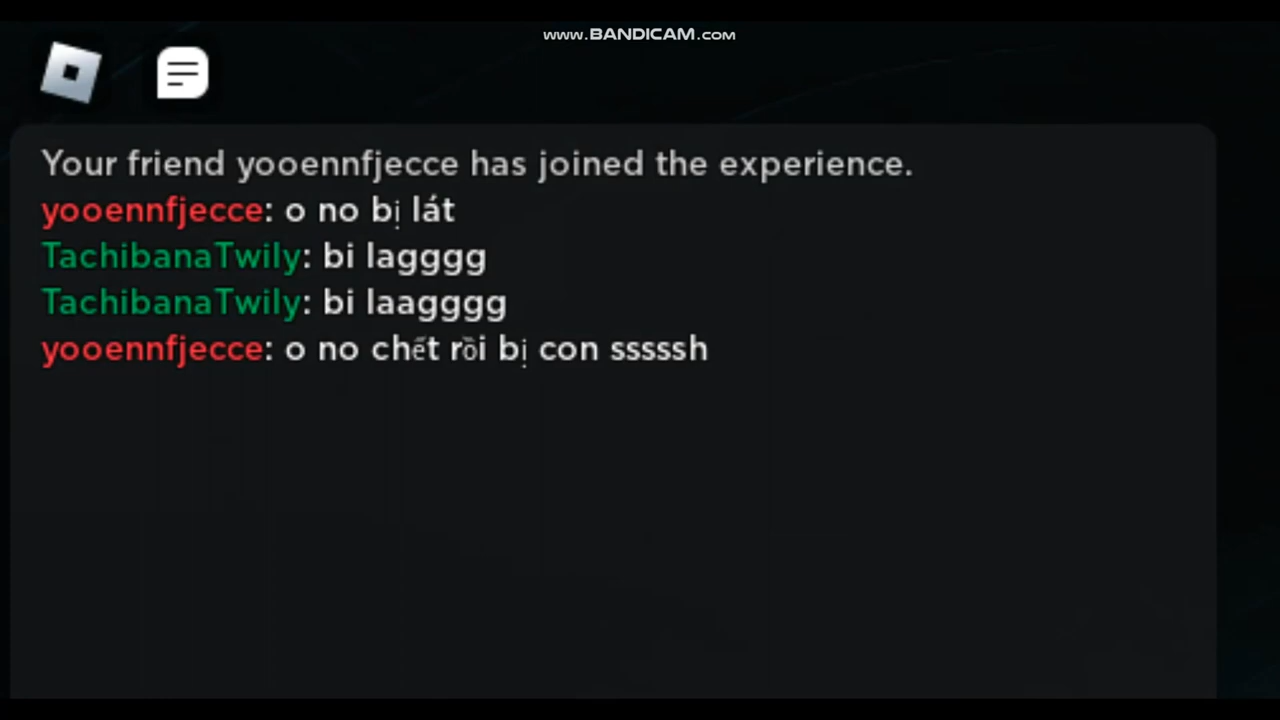 www.BANDICAM.com
Your friend yooennfjecce has joined the experience.
yooennfjecce: o no bị lát
TachibanaTwily: bi lagggg
TachibanaTwily: bi laagggg
yooennfjecce: o no chết rồi bị con sssssh